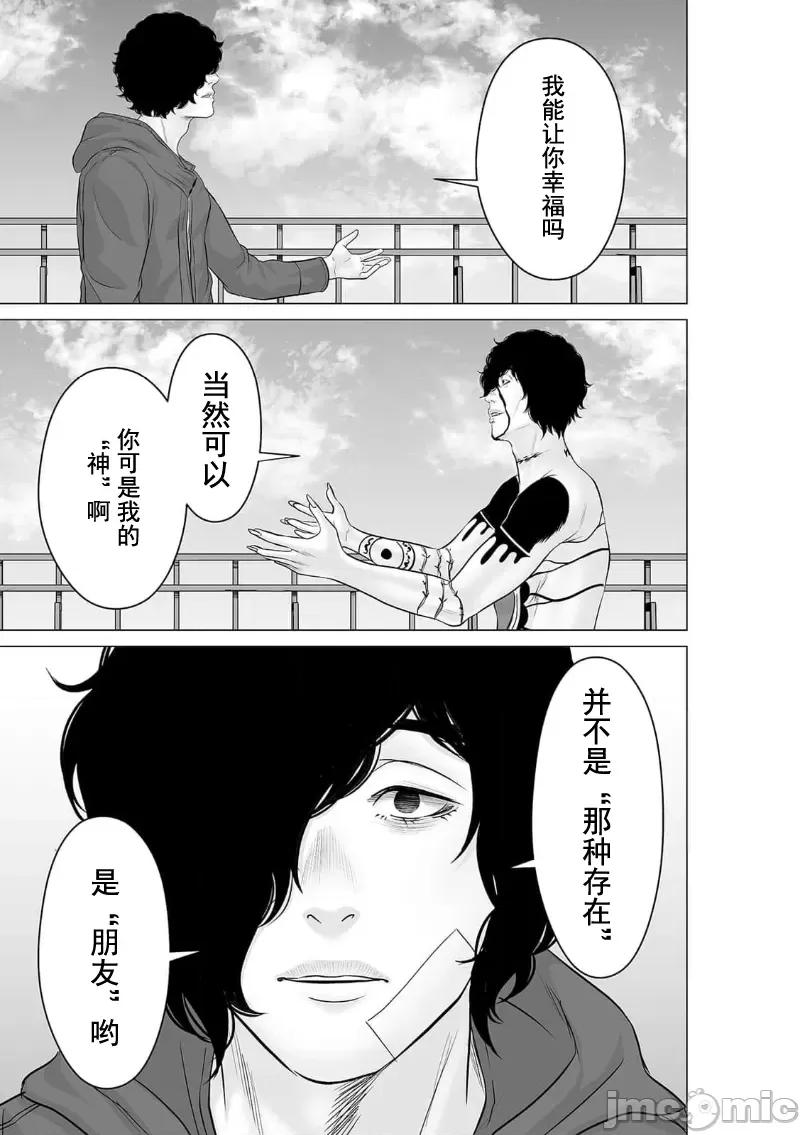 我能让你幸福吗
当然可以
你可是我的
“神”啊
并不是“那种存在”
是“朋友”哟
jmcomic